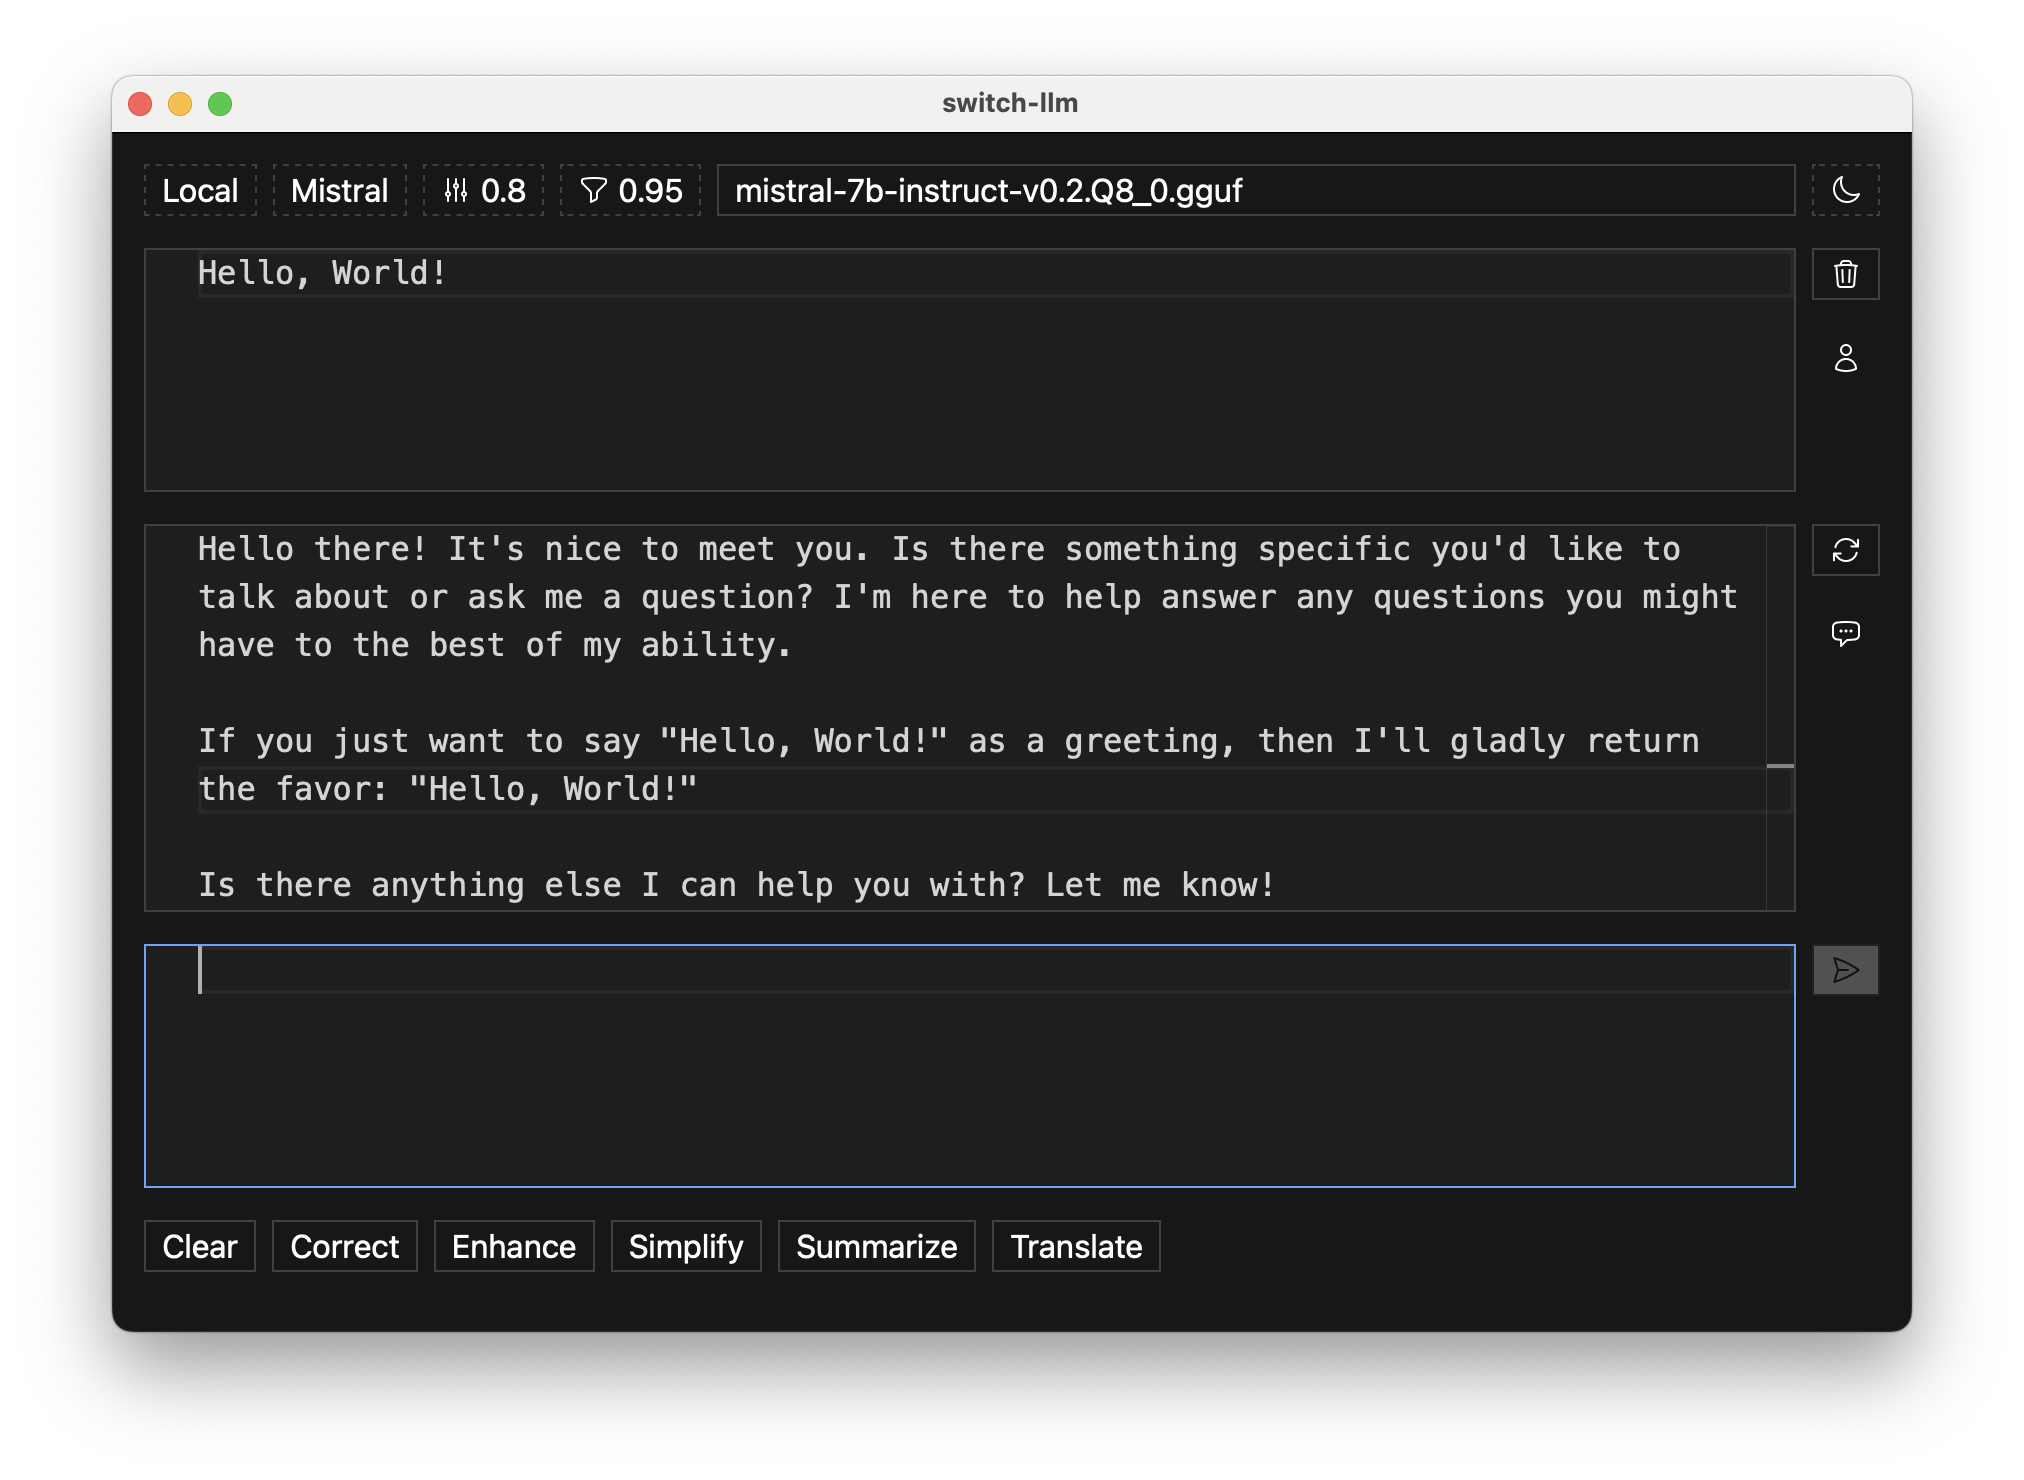 switch-llm
Local Mistral 0.8 0.95 mistral-7b-instruct-v0.2.Q8_0.gguf
Hello, World!
Hello there! It's nice to meet you. Is there something specific you'd like to
talk about or ask me a question? I'm here to help answer any questions you might
have to the best of my ability.
If you just want to say "Hello, World!" as a greeting, then I'll gladly return
the favor: "Hello, World!"
Is there anything else I can help you with? Let me know!
Clear Correct Enhance Simplify Summarize Translate